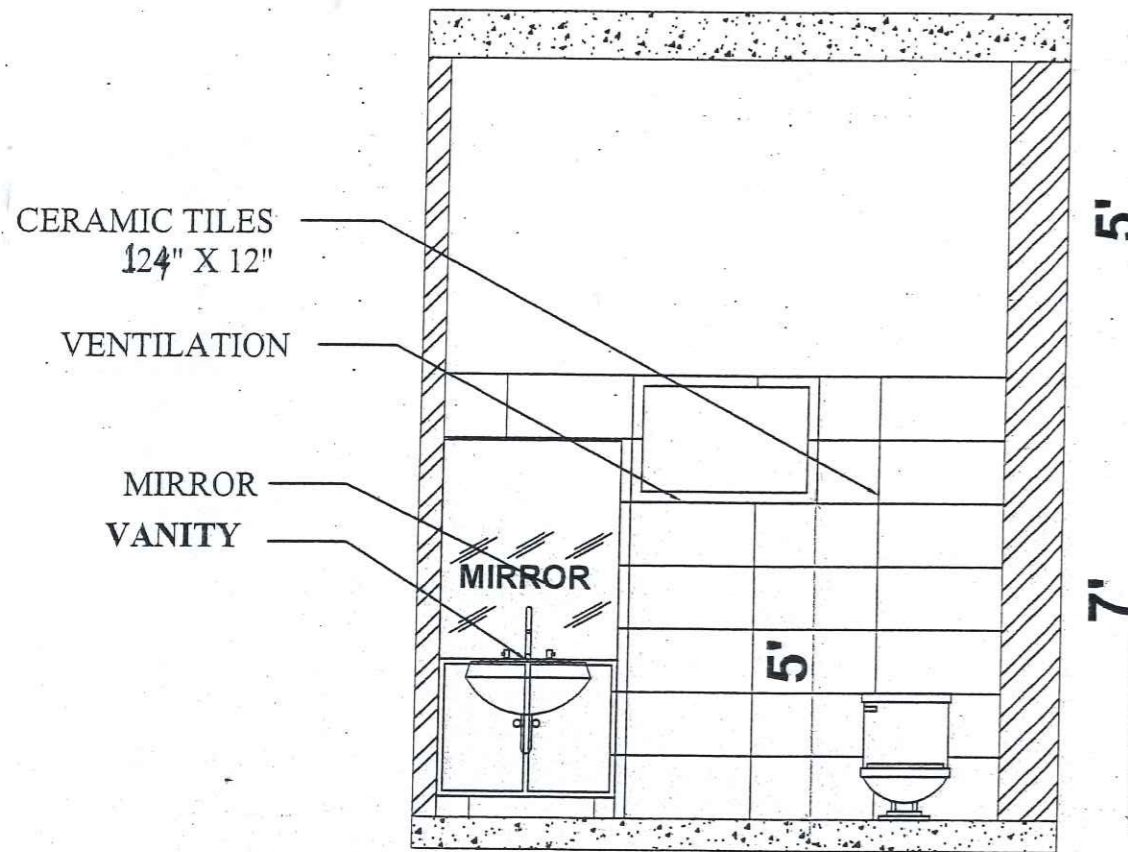 CERAMIC TILES
124" X 12"
VENTILATION
MIRROR
VANITY
MIRROR
5'
5'
7'